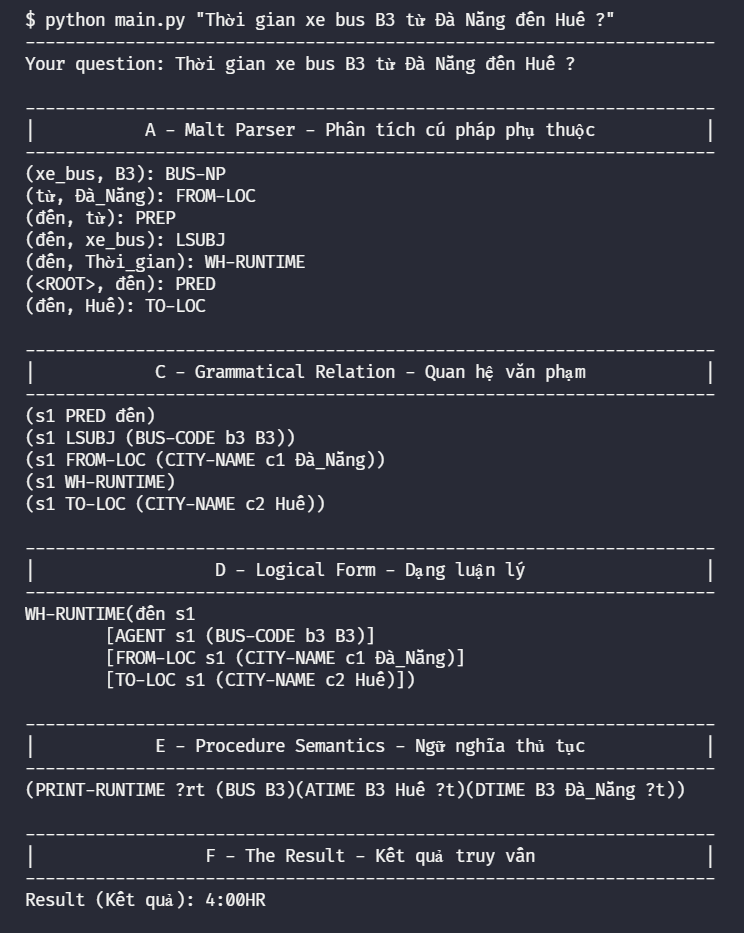 $ python main.py "Thời gian xe bus B3 từ Đà Nẵng đến Huế ?"
---------------------------------------------------------------------
Your question: Thời gian xe bus B3 từ Đà Nẵng đến Huế ?
---------------------------------------------------------------------
|           A - Malt Parser - Phân tích cú pháp phụ thuộc           |
---------------------------------------------------------------------
(xe_bus, B3): BUS-NP
(từ, Đà_Nẵng): FROM-LOC
(đến, từ): PREP
(đến, xe_bus): LSUBJ
(đến, Thời_gian): WH-RUNTIME
(<ROOT>, đến): PRED
(đến, Huế): TO-LOC
---------------------------------------------------------------------
|            C - Grammatical Relation - Quan hệ văn phạm            |
---------------------------------------------------------------------
(s1 PRED đến)
(s1 LSUBJ (BUS-CODE b3 B3))
(s1 FROM-LOC (CITY-NAME c1 Đà_Nẵng))
(s1 WH-RUNTIME)
(s1 TO-LOC (CITY-NAME c2 Huế))
---------------------------------------------------------------------
|                  D - Logical Form - Dạng luận lý                  |
---------------------------------------------------------------------
WH-RUNTIME(đến s1
        [AGENT s1 (BUS-CODE b3 B3)]
        [FROM-LOC s1 (CITY-NAME c1 Đà_Nẵng)]
        [TO-LOC s1 (CITY-NAME c2 Huế)])
---------------------------------------------------------------------
|            E - Procedure Semantics - Ngữ nghĩa thủ tục            |
---------------------------------------------------------------------
(PRINT-RUNTIME ?rt (BUS B3)(ATIME B3 Huế ?t)(DTIME B3 Đà_Nẵng ?t))
---------------------------------------------------------------------
|                 F - The Result - Kết quả truy vấn                 |
---------------------------------------------------------------------
Result (Kết quả): 4:00HR